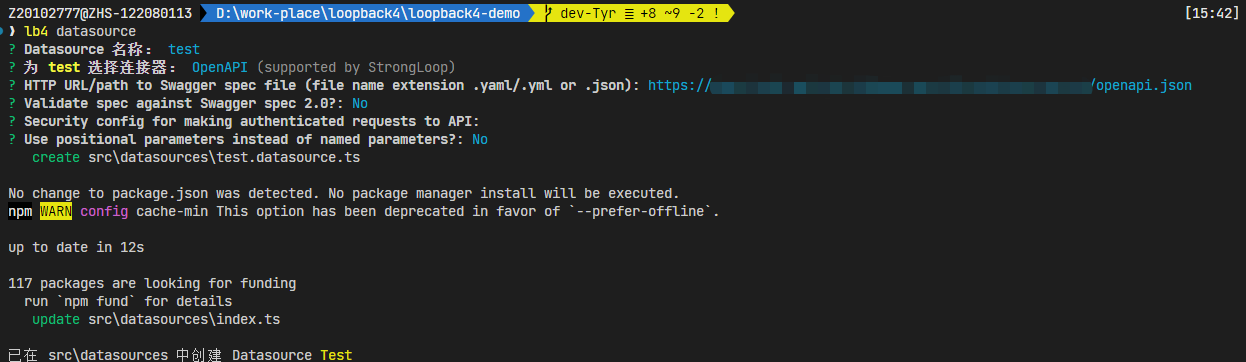 Z20102777@ZHS-122080113 D:\work-place\loopback4\loopback4-demo dev-Tyr ≣ +8 ~9 -2 ! [15:42]
❱ lb4 datasource
? Datasource 名称： test
? 为 test 选择连接器： OpenAPI (supported by StrongLoop)
? HTTP URL/path to Swagger spec file (file name extension .yaml/.yml or .json): https:// /openapi.json
? Validate spec against Swagger spec 2.0?: No
? Security config for making authenticated requests to API:
? Use positional parameters instead of named parameters?: No
create src\datasources\test.datasource.ts
No change to package.json was detected. No package manager install will be executed.
npm WARN config cache-min This option has been deprecated in favor of `--prefer-offline`.
up to date in 12s
117 packages are looking for funding
run `npm fund` for details
update src\datasources\index.ts
已在 src\datasources 中创建 Datasource Test